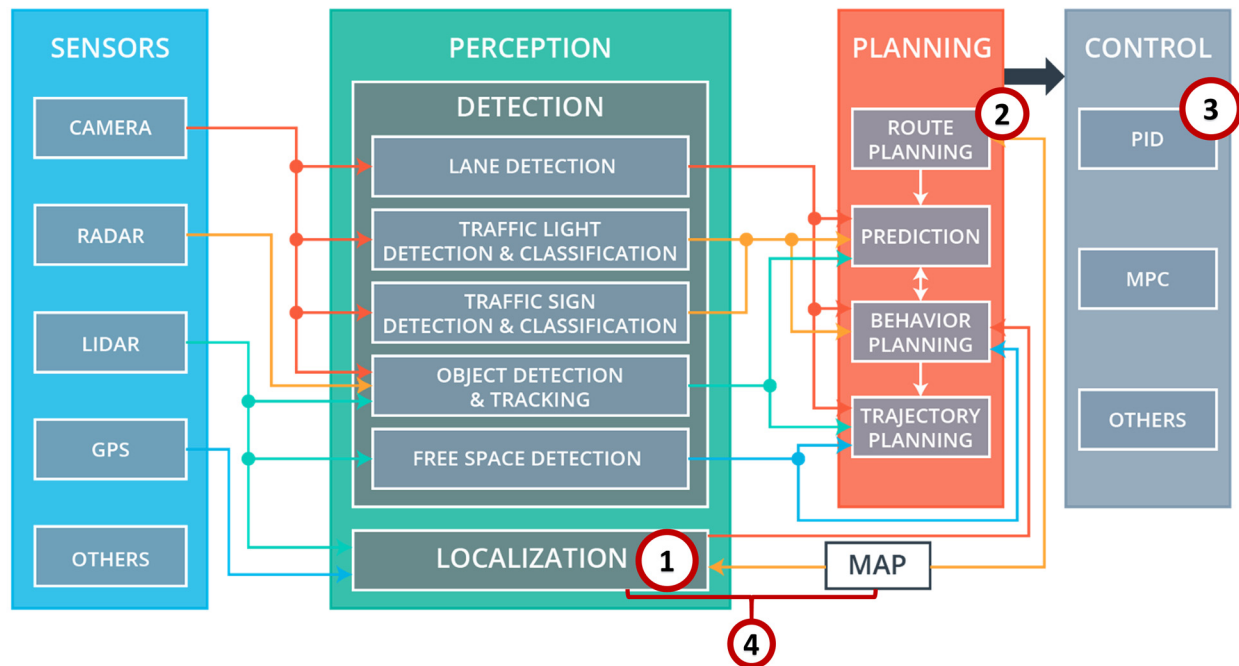 SENSORS
CAMERA
RADAR
LIDAR
GPS
OTHERS
PERCEPTION
DETECTION
LANE DETECTION
TRAFFIC LIGHT
DETECTION & CLASSIFICATION
TRAFFIC SIGN
DETECTION & CLASSIFICATION
OBJECT DETECTION
& TRACKING
FREE SPACE DETECTION
LOCALIZATION
1
PLANNING
2
ROUTE
PLANNING
PREDICTION
BEHAVIOR
PLANNING
TRAJECTORY
PLANNING
MAP
4
CONTROL
3
PID
MPC
OTHERS